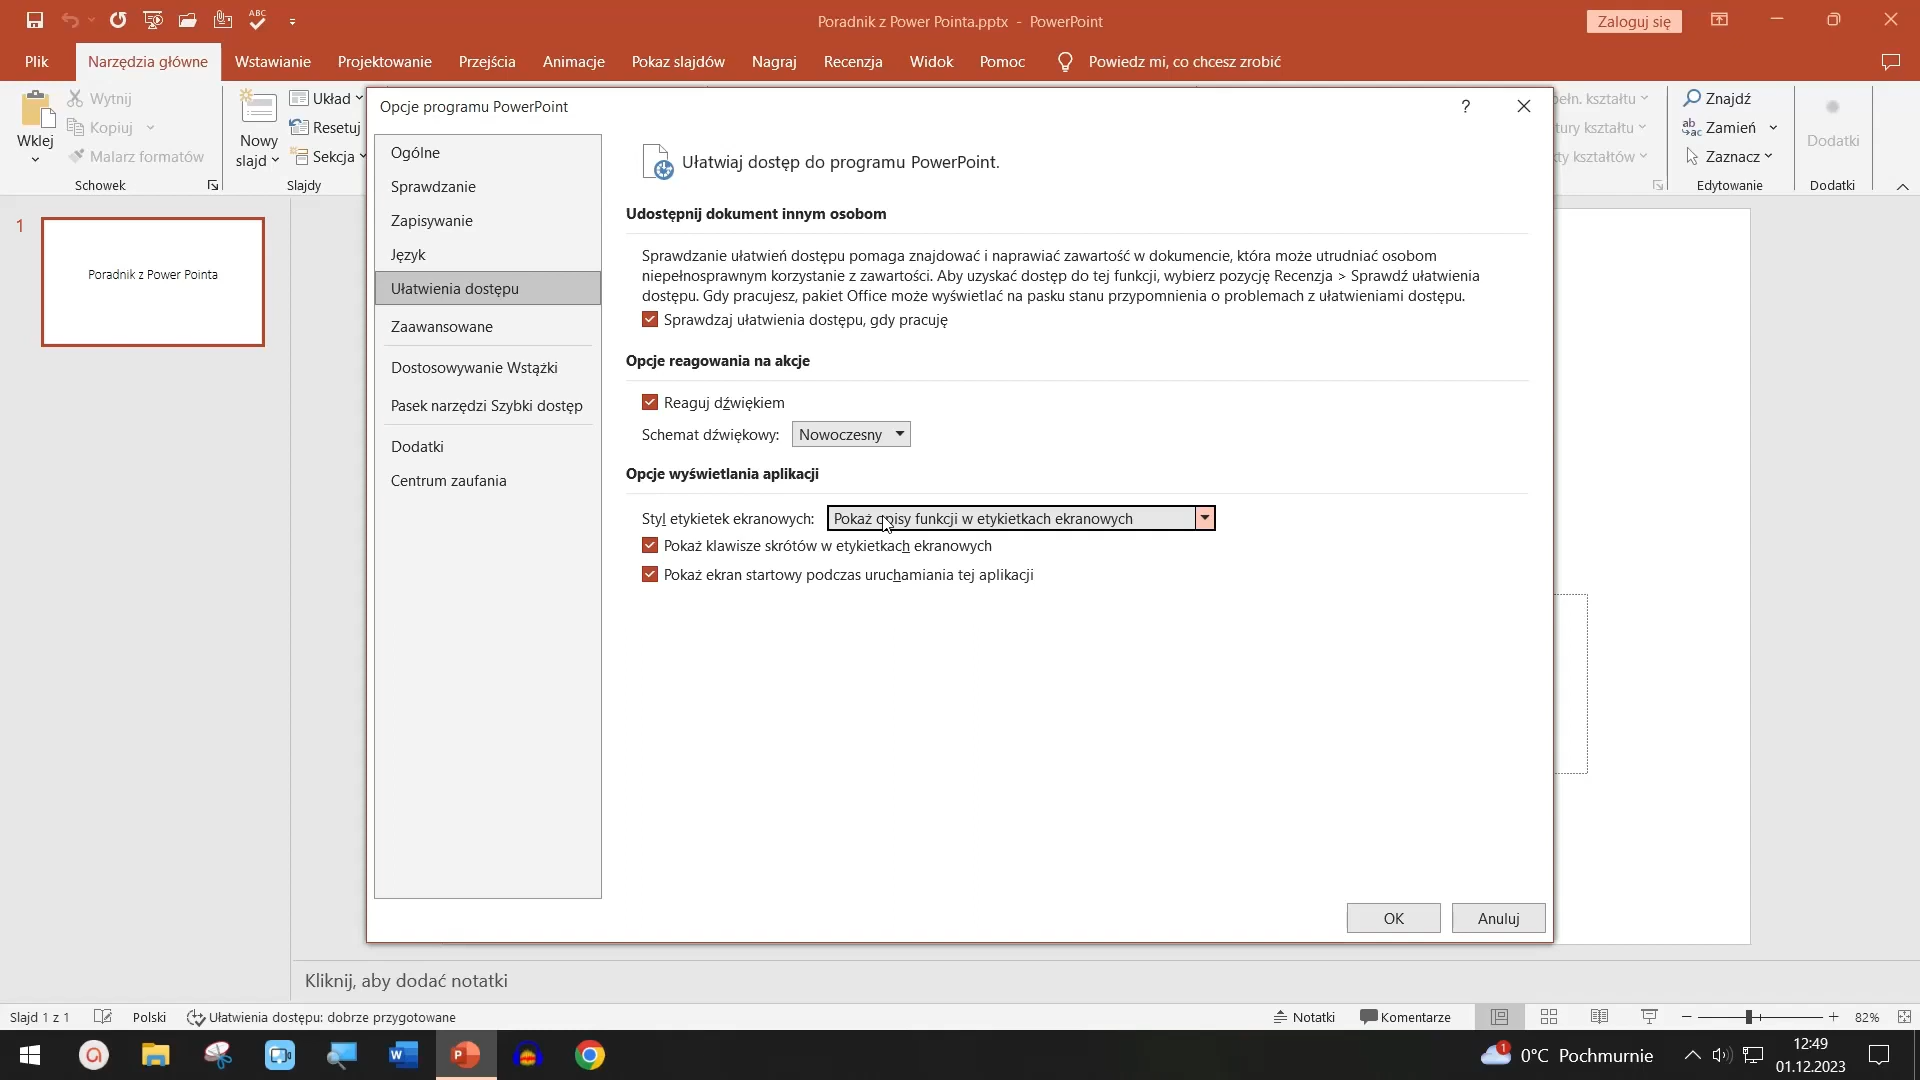 Poradnik z Power Pointa.pptx - PowerPoint
Zaloguj się
Plik Narzędzia główne Wstawianie Projektowanie Przejścia Animacje Pokaz slajdów Nagraj Recenzja Widok Pomoc Powiedz mi, co chcesz zrobić
Wklej
Wytnij
Kopiuj
Malarz formatów
Schowek
Nowy
slajd
Układ
Resetuj
Sekcja
Slajdy
kształtu
kształtu
kształtów
Znajdź
Zamień
Zaznacz
Edytowanie
Dodatki
Dodatki
1
Poradnik z Power Pointa
Opcje programu PowerPoint
Ogólne
Sprawdzanie
Zapisywanie
Język
Ułatwienia dostępu
Zaawansowane
Dostosowywanie Wstążki
Pasek narzędzi Szybki dostęp
Dodatki
Centrum zaufania
Ułatwiaj dostęp do programu PowerPoint.
Udostępnij dokument innym osobom
Sprawdzanie ułatwień dostępu pomaga znajdować i naprawiać zawartość w dokumencie, która może utrudniać osobom
niepełnosprawnym korzystanie z zawartości. Aby uzyskać dostęp do tej funkcji, wybierz pozycję Recenzja > Sprawdź ułatwienia
dostępu. Gdy pracujesz, pakiet Office może wyświetlać na pasku stanu przypomnienia o problemach z ułatwieniami dostępu.
Sprawdzaj ułatwienia dostępu, gdy pracuję
Opcje reagowania na akcje
Reaguj dźwiękiem
Schemat dźwiękowy: Nowoczesny
Opcje wyświetlania aplikacji
Styl etykietek ekranowych: Pokaż opisy funkcji w etykietkach ekranowych
Pokaż klawisze skrótów w etykietkach ekranowych
Pokaż ekran startowy podczas uruchamiania tej aplikacji
OK Anuluj
Kliknij, aby dodać notatki
Slajd 1 z 1 Polski Ułatwienia dostępu: dobrze przygotowane Notatki Komentarze 82%
1 0°C Pochmurnie 12:49
01.12.2023